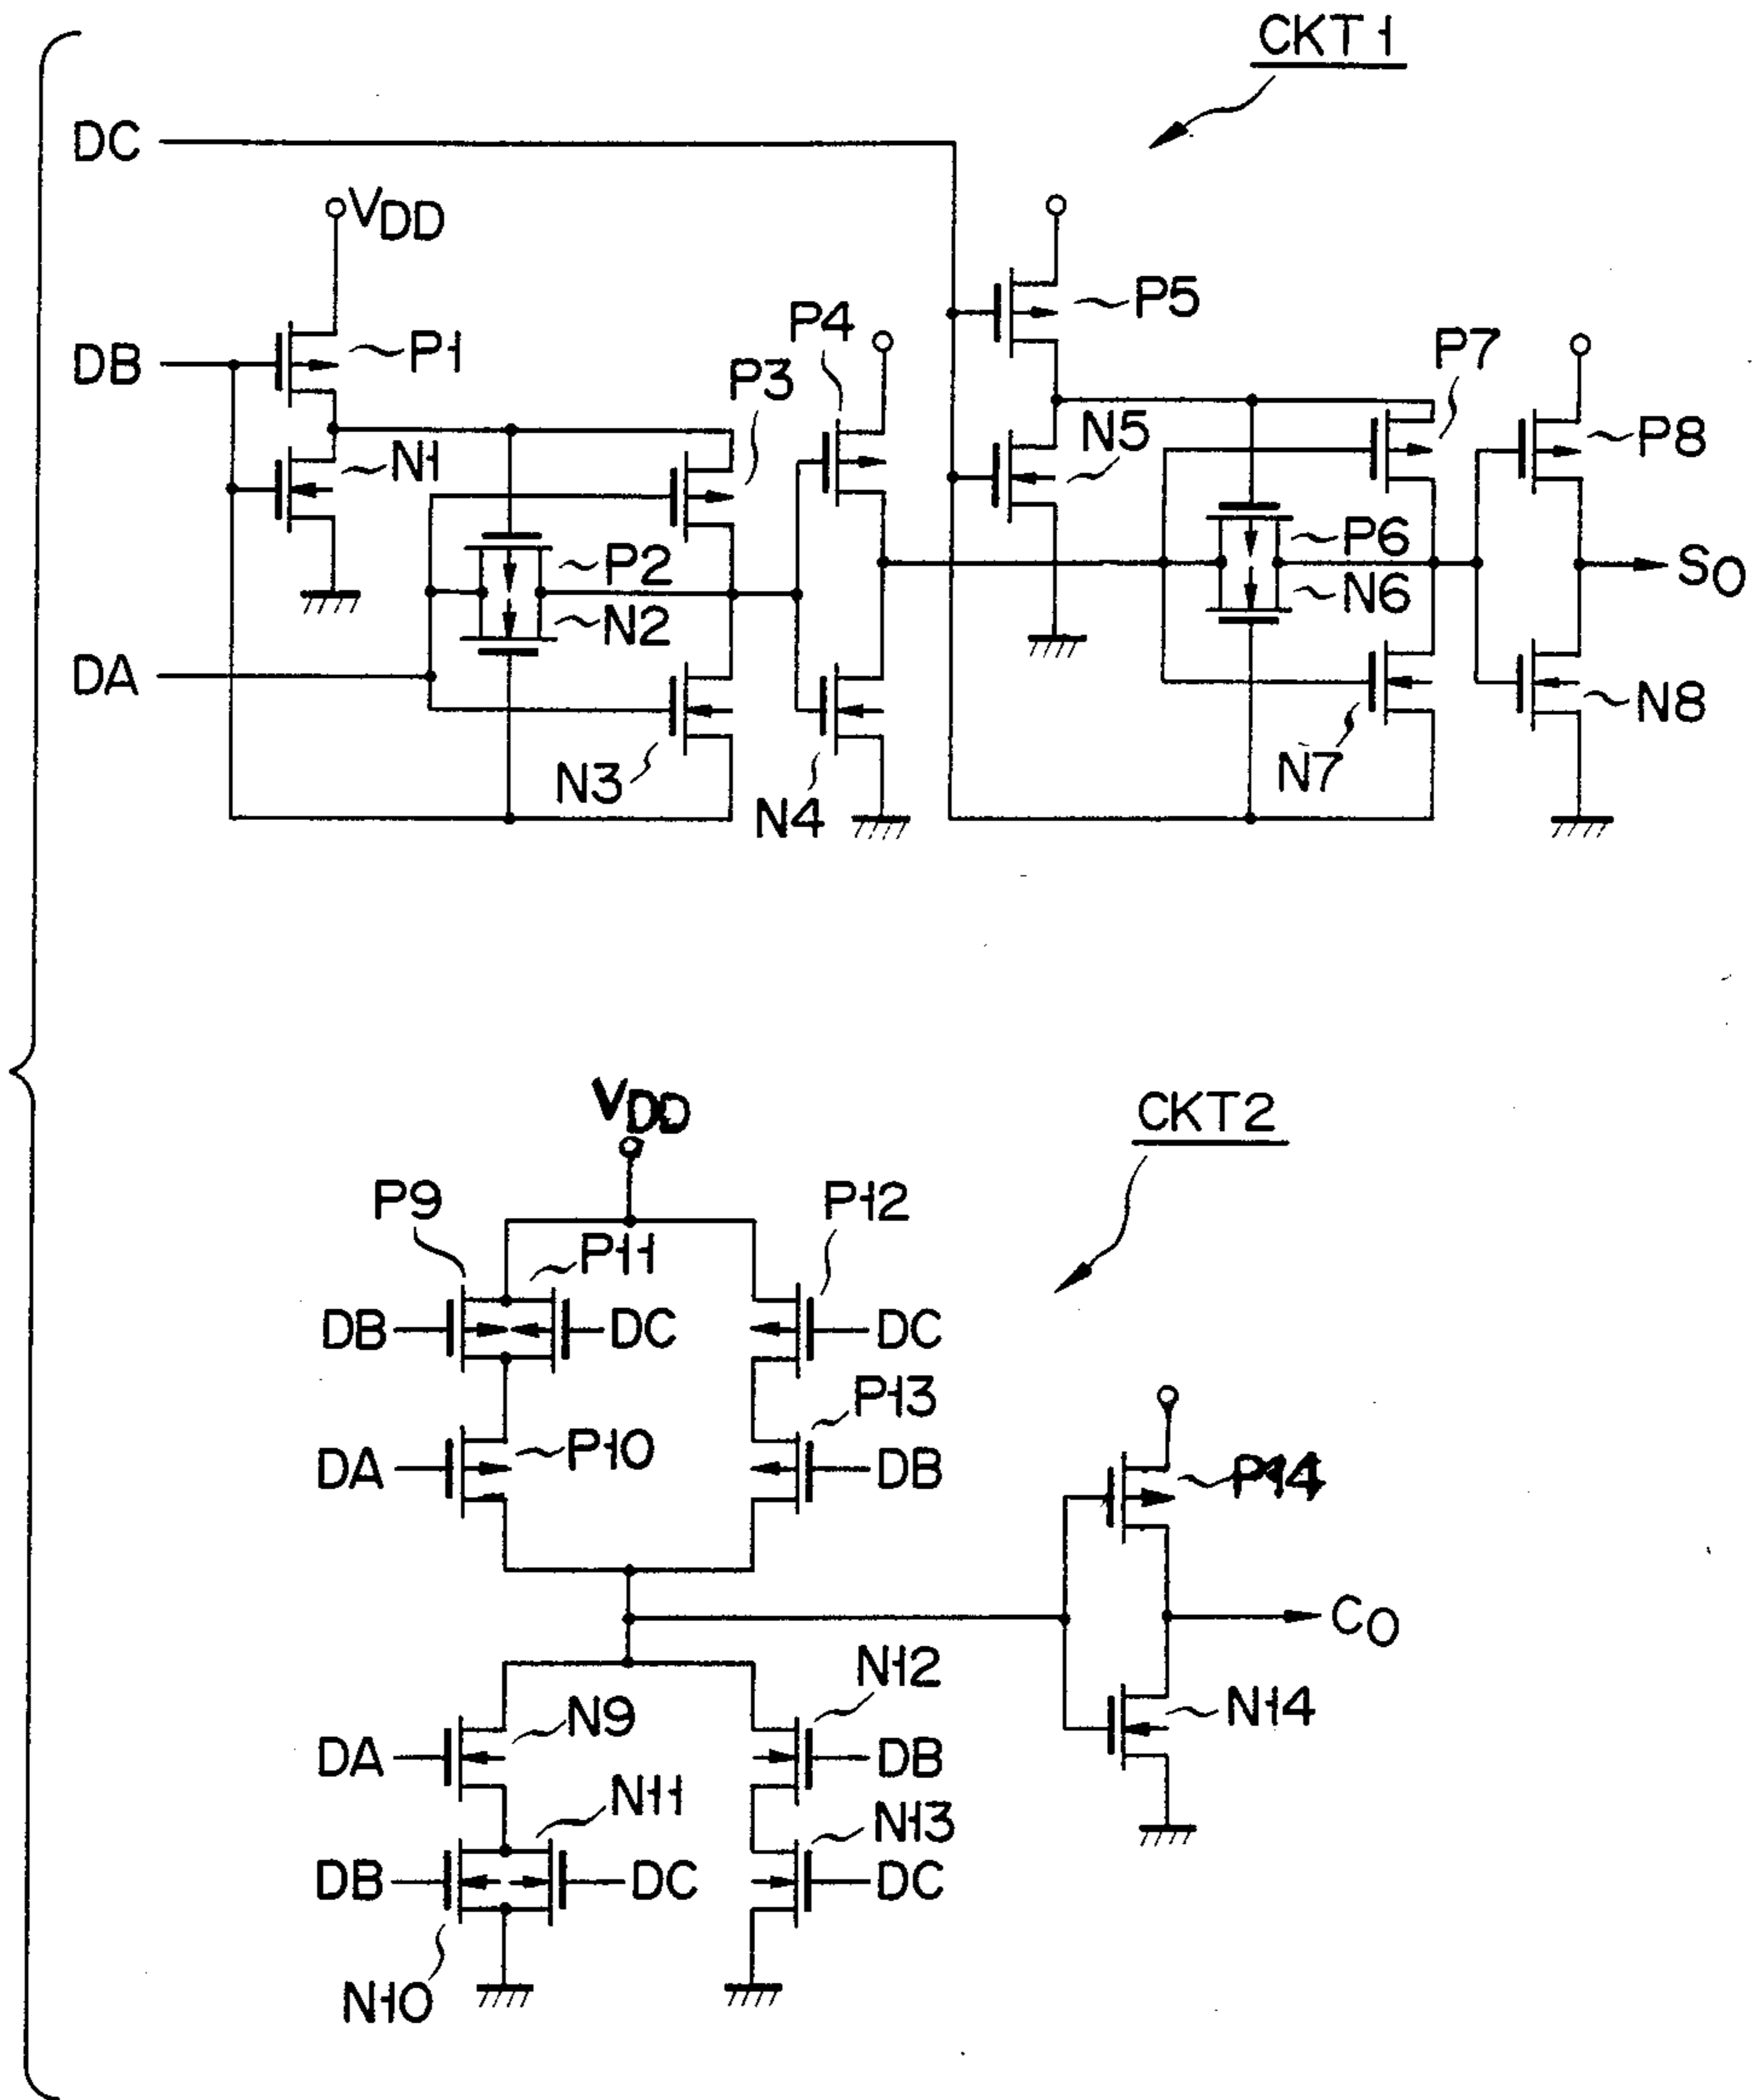 CKT1
DC
VDD
P5
P4
P7
DB
P1
P3
P8
N5
N1
P2
P6
SO
N2
N6
DA
N8
N3
N7
N4
VDD
CKT2
P9
P12
P11
DB
DC
DC
P13
DA
P10
DB
P14
CO
N12
N9
N14
DA
DB
N11
N13
DB
DC
DC
N10